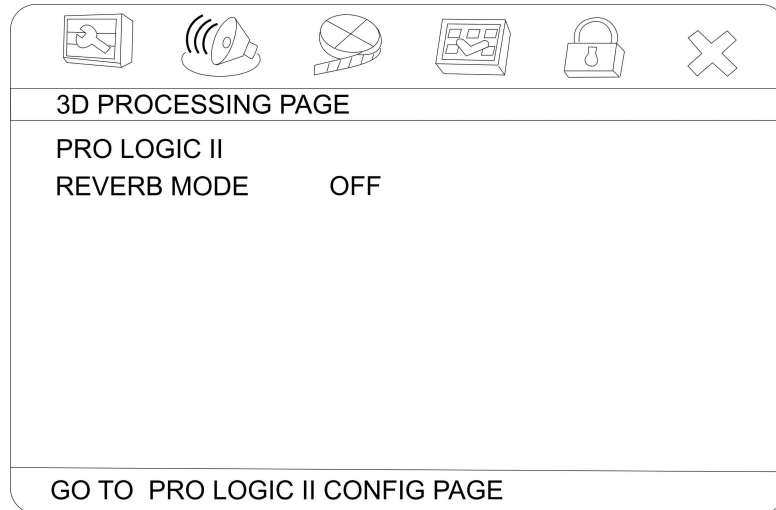 3D PROCESSING PAGE
PRO LOGIC II
REVERB MODE OFF
GO TO PRO LOGIC II CONFIG PAGE